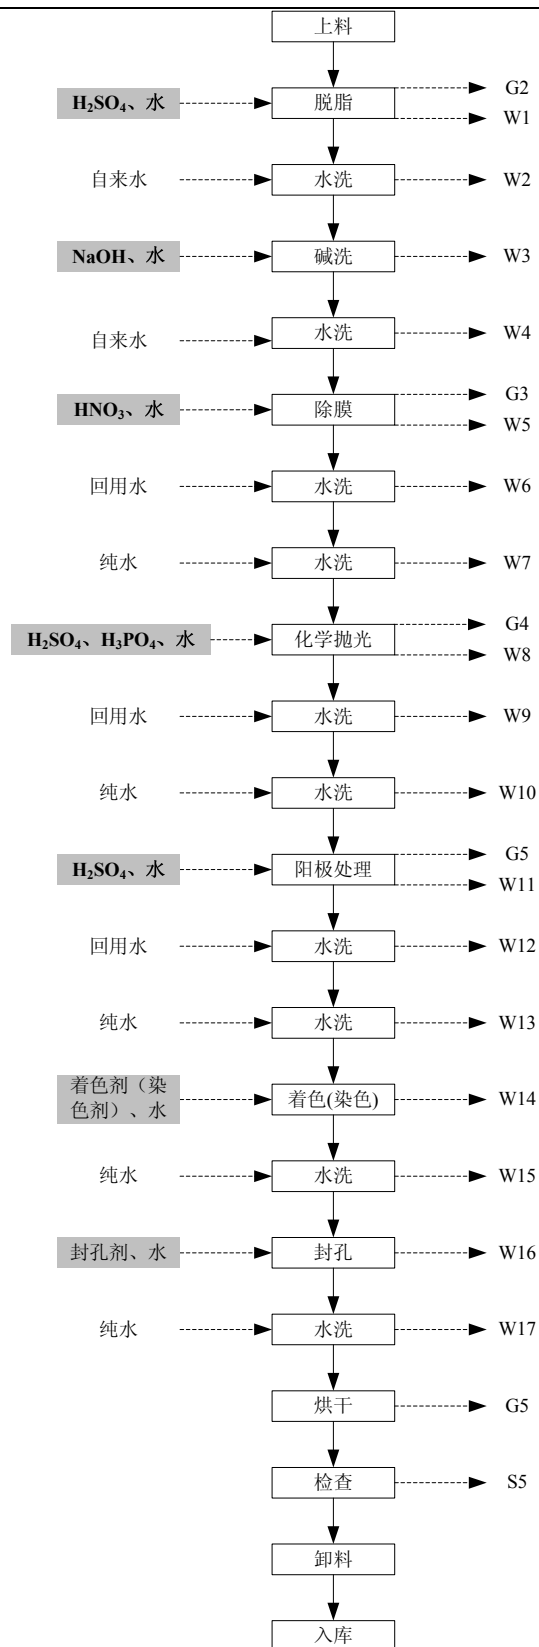 上料
G2
H₂SO₄、水
脱脂
W1
自来水
水洗
W2
NaOH、水
碱洗
W3
自来水
水洗
W4
G3
HNO₃、水
除膜
W5
回用水
水洗
W6
纯水
水洗
W7
G4
H₂SO₄、H₃PO₄、水
化学抛光
W8
回用水
水洗
W9
纯水
水洗
W10
G5
H₂SO₄、水
阳极处理
W11
回用水
水洗
W12
纯水
水洗
W13
着色剂（染
色剂）、水
着色(染色)
W14
纯水
水洗
W15
封孔剂、水
封孔
W16
纯水
水洗
W17
烘干
G5
检查
S5
卸料
入库